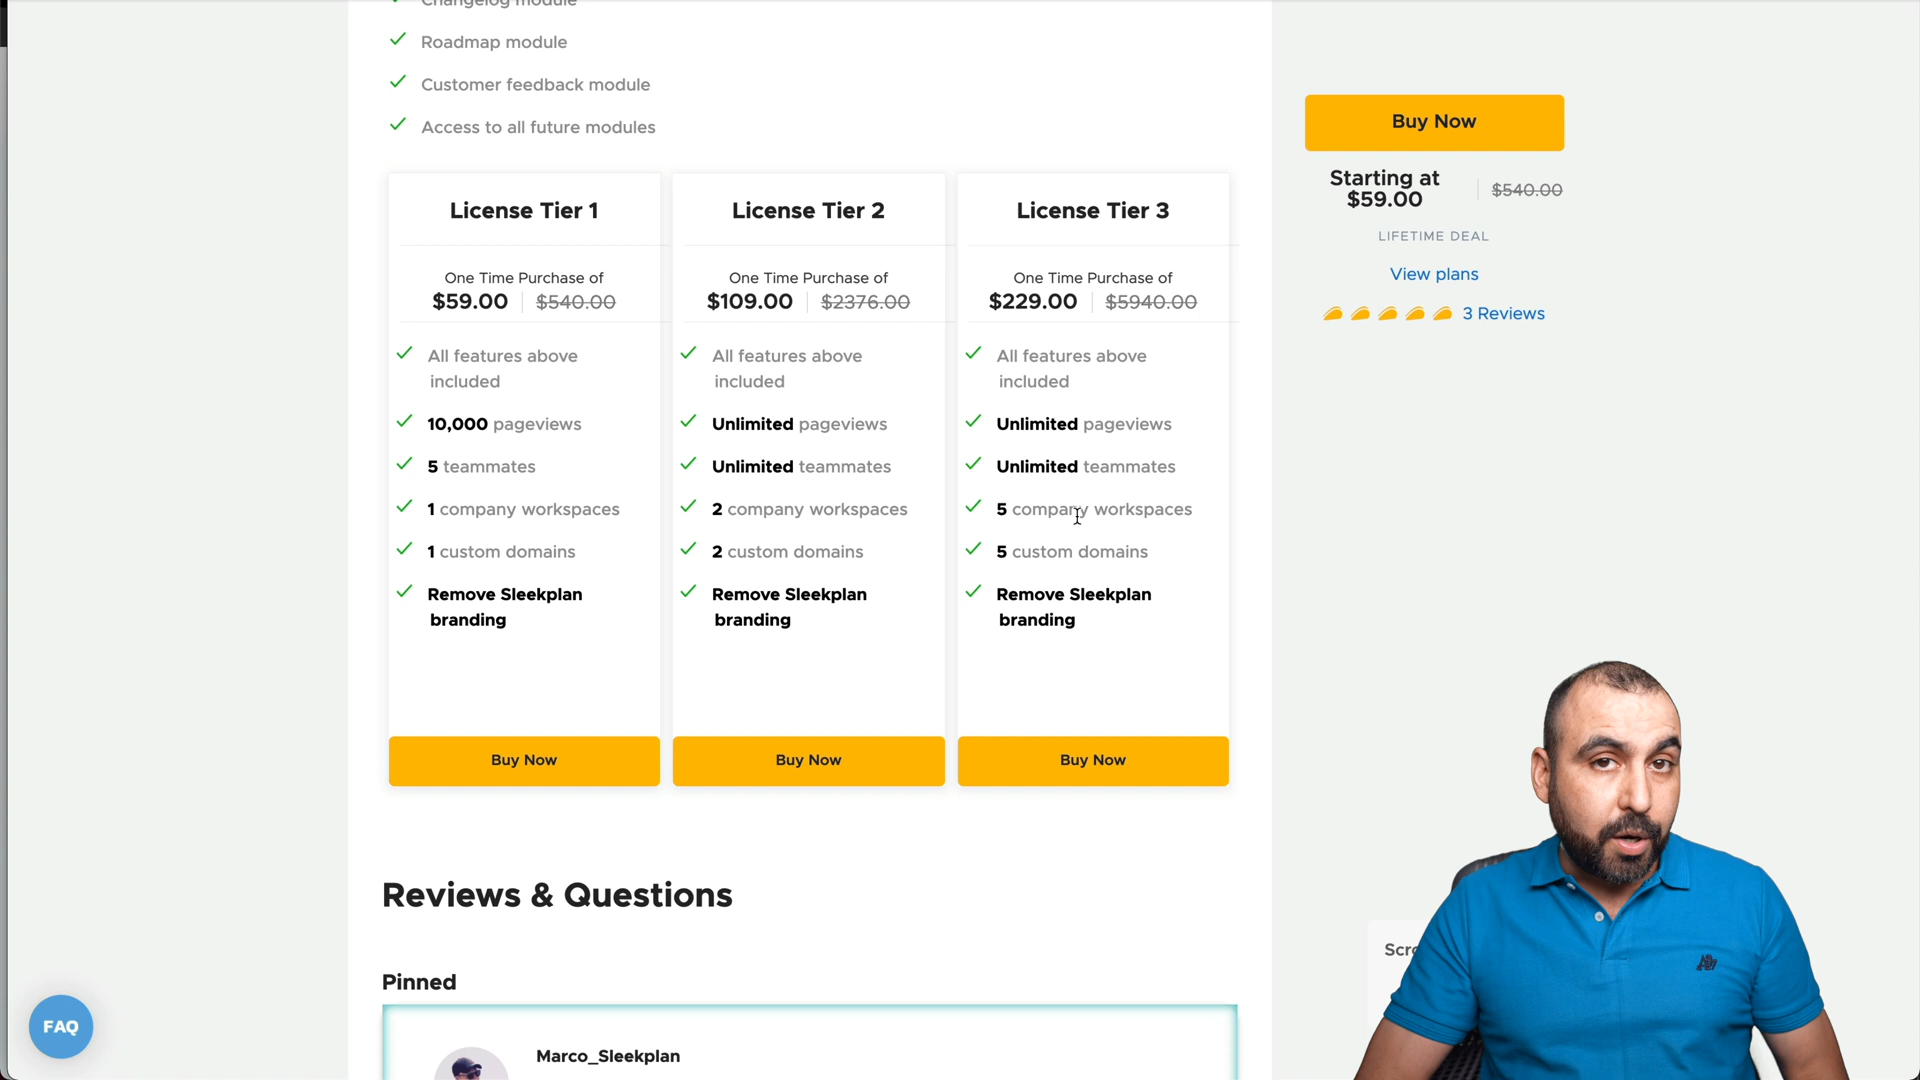 Changelog module
Roadmap module
Customer feedback module
Access to all future modules
License Tier 1
One Time Purchase of
$59.00 $540.00
All features above
included
10,000 pageviews
5 teammates
1 company workspaces
1 custom domains
Remove Sleekplan
branding
Buy Now
License Tier 2
One Time Purchase of
$109.00 $2376.00
All features above
included
Unlimited pageviews
Unlimited teammates
2 company workspaces
2 custom domains
Remove Sleekplan
branding
Buy Now
License Tier 3
One Time Purchase of
$229.00 $5940.00
All features above
included
Unlimited pageviews
Unlimited teammates
5 company workspaces
5 custom domains
Remove Sleekplan
branding
Buy Now
Buy Now
Starting at
$59.00
$540.00
LIFETIME DEAL
View plans
3 Reviews
Reviews & Questions
Pinned
Marco_Sleekplan
FAQ